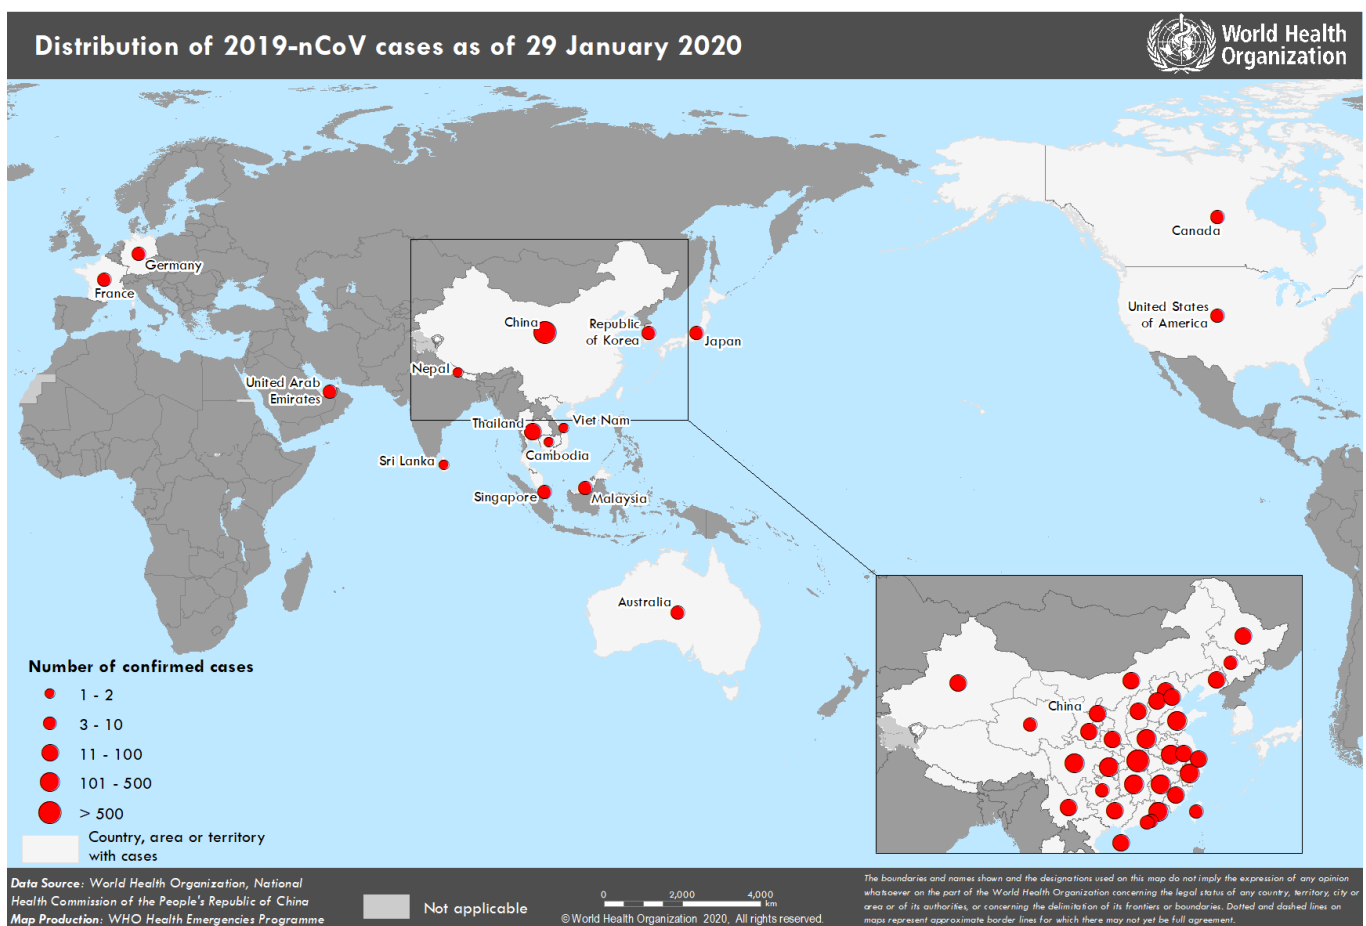 Distribution of 2019-nCoV cases as of 29 January 2020
World Health
Organization
Canada
Germany
France
United States
of America
China
Republic
of Korea
Japan
Nepal
United Arab
Emirates
Thailand
Viet Nam
Cambodia
Sri Lanka
Singapore
Malaysia
Australia
China
Number of confirmed cases
1 - 2
3 - 10
11 - 100
101 - 500
> 500
Country, area or territory
with cases
Data Source: World Health Organization, National
Health Commission of the People's Republic of China
Map Production: WHO Health Emergencies Programme
Not applicable
0 2,000 4,000
km
© World Health Organization 2020, All rights reserved.
The boundaries and names shown and the designations used on this map do not imply the expression of any opinion
whatsoever on the part of the World Health Organization concerning the legal status of any country, territory, city or
area or of its authorities, or concerning the delimitation of its frontiers or boundaries. Dotted and dashed lines on
maps represent approximate border lines for which there may not yet be full agreement.